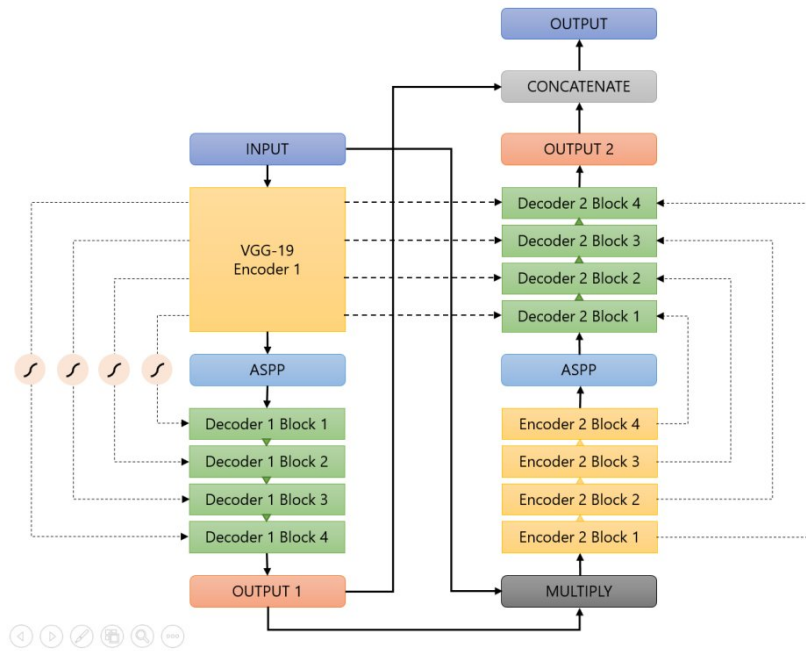 INPUT
VGG-19
Encoder 1
ASPP
Decoder 1 Block 1
Decoder 1 Block 2
Decoder 1 Block 3
Decoder 1 Block 4
OUTPUT 1
OUTPUT
CONCATENATE
OUTPUT 2
Decoder 2 Block 4
Decoder 2 Block 3
Decoder 2 Block 2
Decoder 2 Block 1
ASPP
Encoder 2 Block 4
Encoder 2 Block 3
Encoder 2 Block 2
Encoder 2 Block 1
MULTIPLY